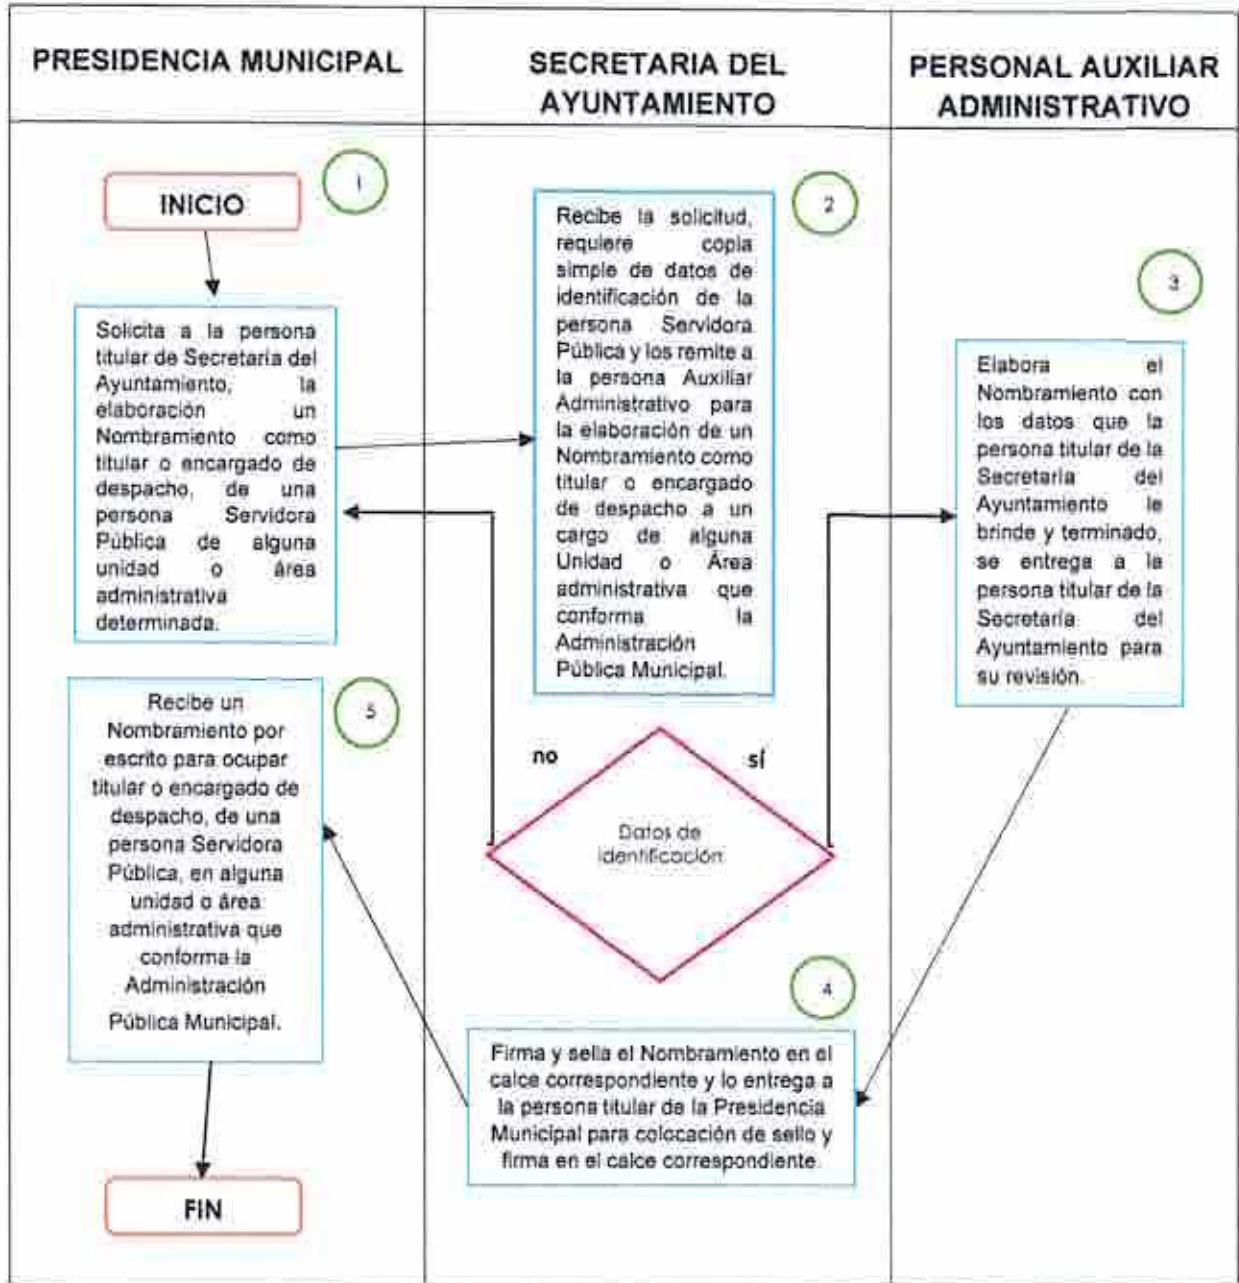 PRESIDENCIA MUNICIPAL
SECRETARIA DEL
AYUNTAMIENTO
PERSONAL AUXILIAR
ADMINISTRATIVO
1
INICIO
Solicita a la persona
titular de Secretaría del
Ayuntamiento, la
elaboración un
Nombramiento como
titular o encargado de
despacho, de una
persona Servidora
Pública de alguna
unidad o área
administrativa
determinada.
2
Recibe la solicitud,
requiere copia
simple de datos de
identificación de la
persona Servidora
Pública y los remite a
la persona Auxiliar
Administrativo para
la elaboración de un
Nombramiento como
titular o encargado
de despacho a un
cargo de alguna
Unidad o Área
administrativa que
conforma la
Administración
Pública Municipal.
no
sí
Datos de
identificación
3
Elabora el
Nombramiento con
los datos que la
persona titular de la
Secretaría del
Ayuntamiento le
brinde y terminado,
se entrega a la
persona titular de la
Secretaría del
Ayuntamiento para
su revisión.
4
Firma y sella el Nombramiento en el
calce correspondiente y lo entrega a
la persona titular de la Presidencia
Municipal para colocación de sello y
firma en el calce correspondiente.
5
Recibe un
Nombramiento por
escrito para ocupar
titular o encargado de
despacho, de una
persona Servidora
Pública, en alguna
unidad o área
administrativa que
conforma la
Administración
Pública Municipal.
FIN